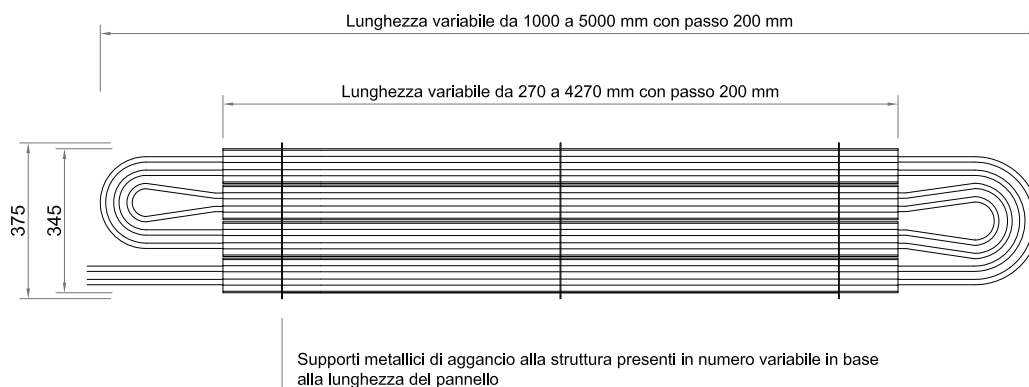 Lunghezza variabile da 1000 a 5000 mm con passo 200 mm
Lunghezza variabile da 270 a 4270 mm con passo 200 mm
375
345
Supporti metallici di aggancio alla struttura presenti in numero variabile in base
alla lunghezza del pannello